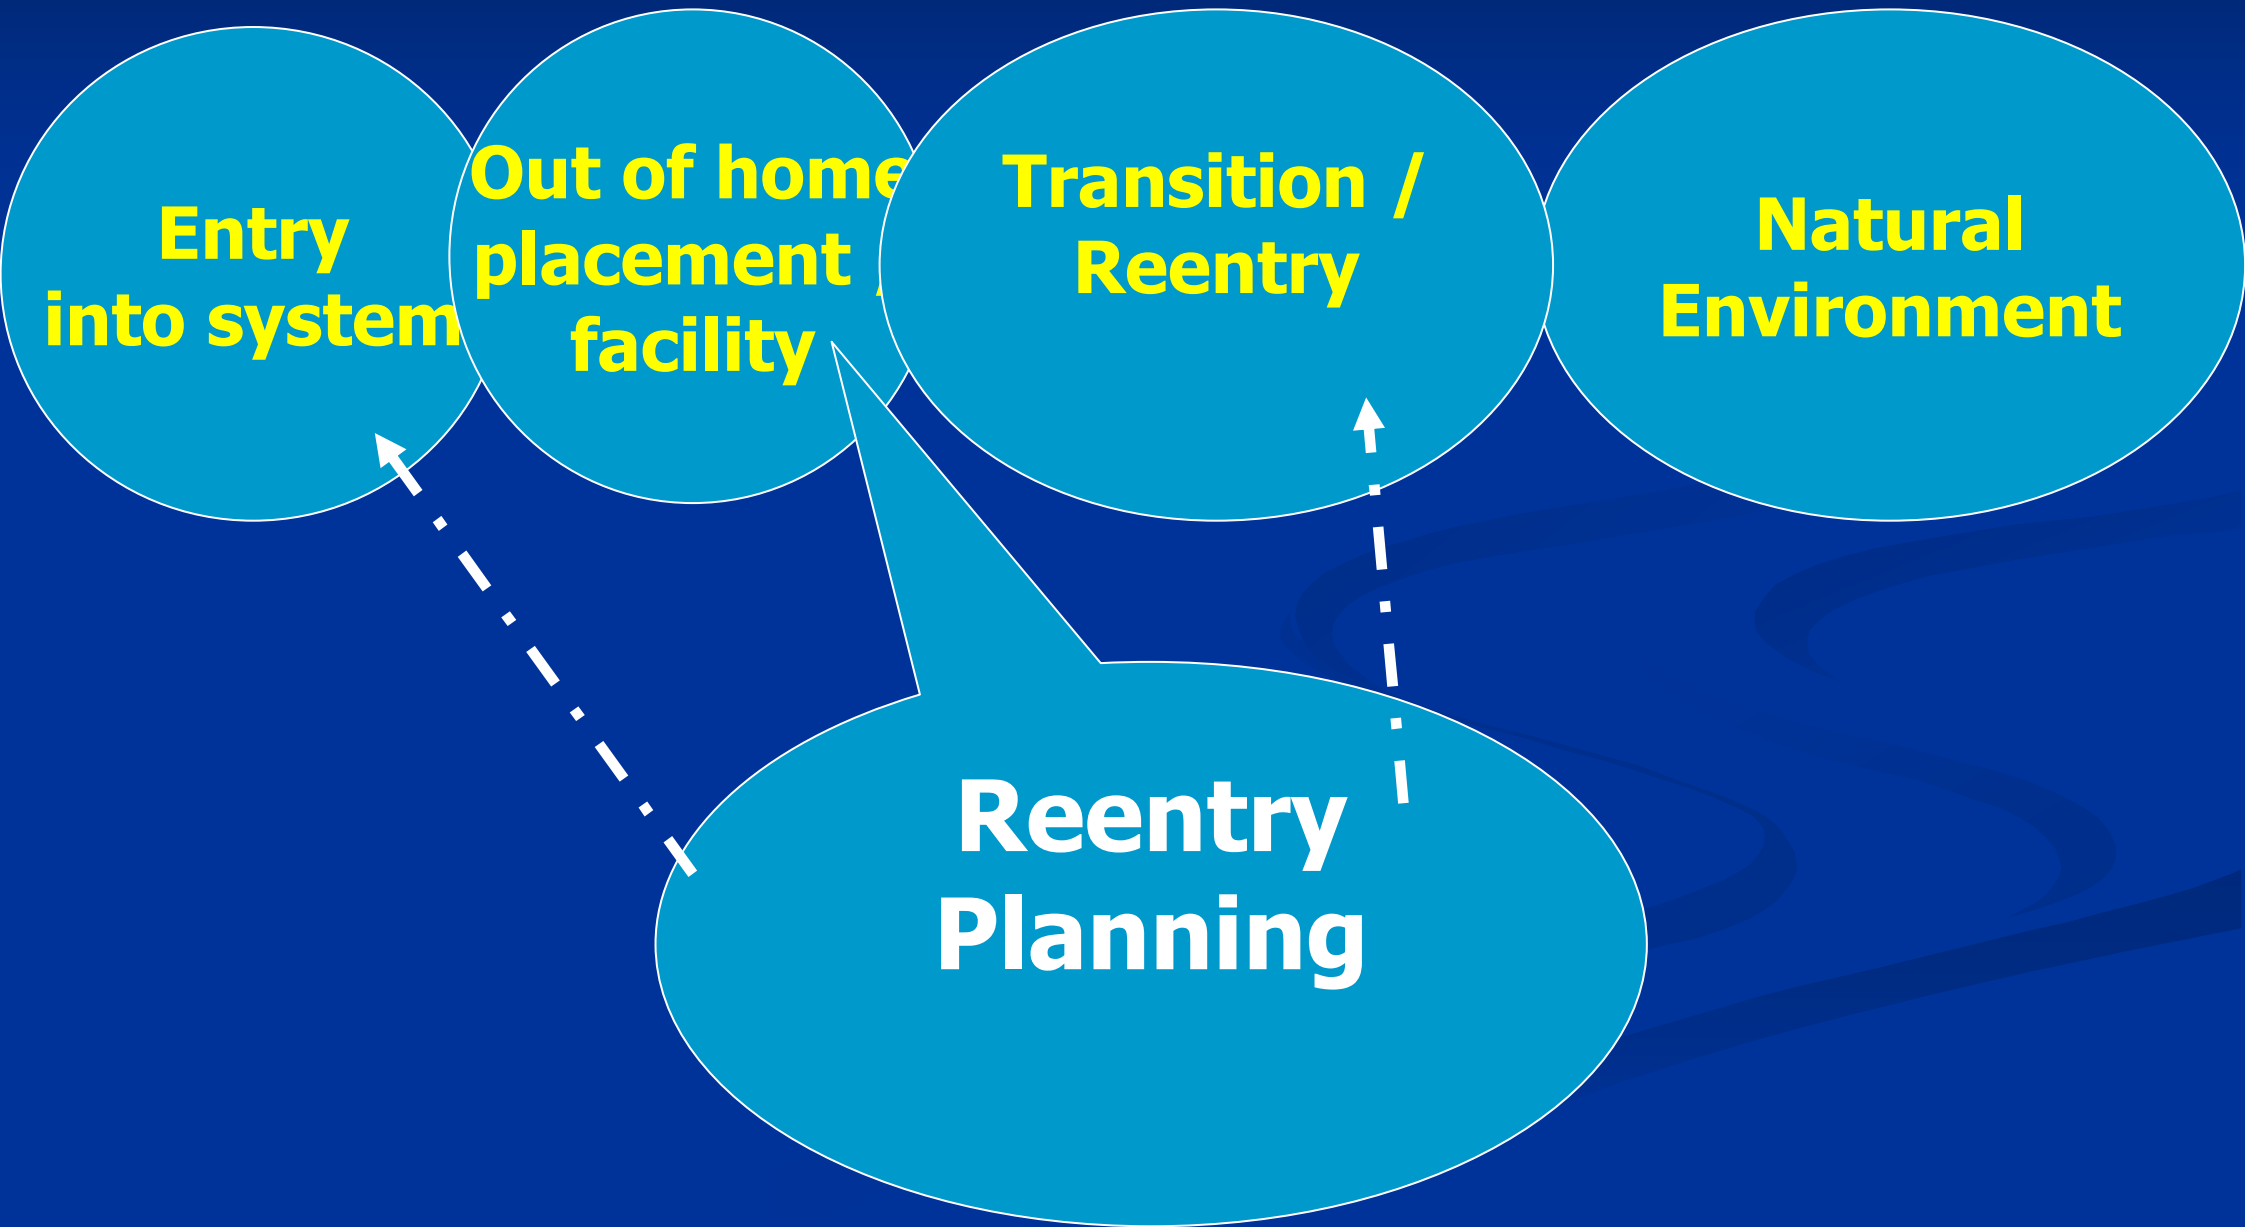 Entry
into system
Out of home
placement /
facility
Transition /
Reentry
Natural
Environment
Reentry
Planning